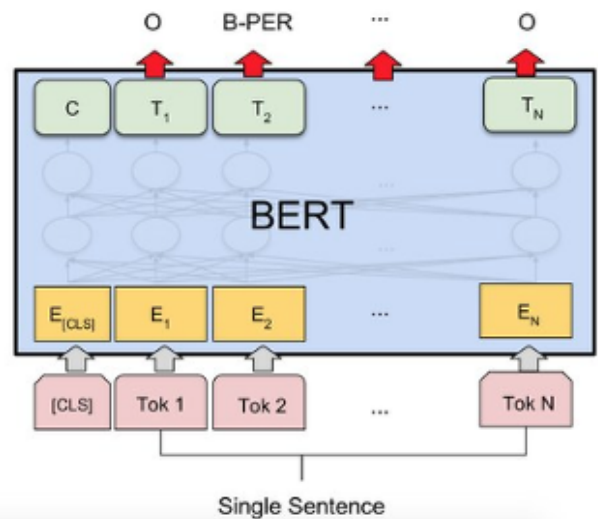 O B-PER ... O
C T1 T2 ... TN
...
BERT
...
E[CLS] E1 E2 ... EN
[CLS] Tok 1 Tok 2 ... Tok N
Single Sentence